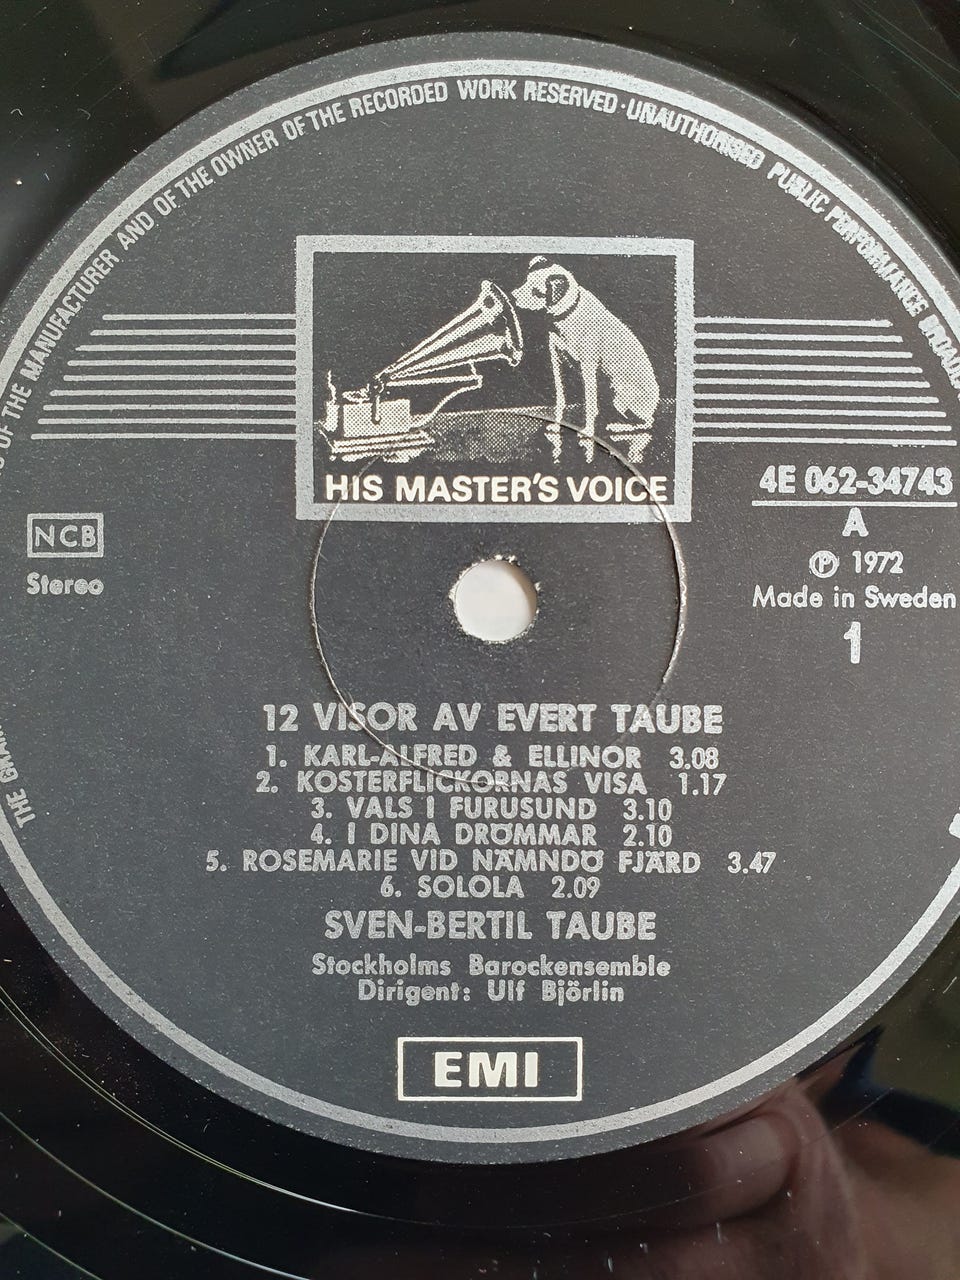 OF THE MANUFACTURER AND OF THE OWNER OF THE RECORDED WORK RESERVED · UNAUTHORISED PUBLIC PERFORMANCE
HIS MASTER'S VOICE
4E 062-34743
A
NCB
℗ 1972
Stereo
Made in Sweden
1
12 VISOR AV EVERT TAUBE
1. KARL-ALFRED & ELLINOR 3.08
2. KOSTERFLICKORNAS VISA 1.17
3. VALS I FURUSUND 3.10
4. I DINA DRÖMMAR 2.10
5. ROSEMARIE VID NÄMNDÖ FJÄRD 3.47
6. SOLOLA 2.09
SVEN-BERTIL TAUBE
Stockholms Barockensemble
Dirigent: Ulf Björlin
EMI
THE